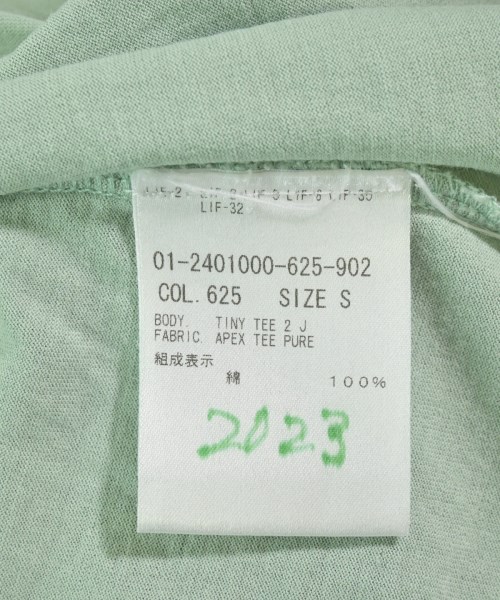 LIF-32
01-2401000-625-902
COL. 625 SIZE S
BODY. TINY TEE 2 J
FABRIC. APEX TEE PURE
組成表示
綿 100%
2023